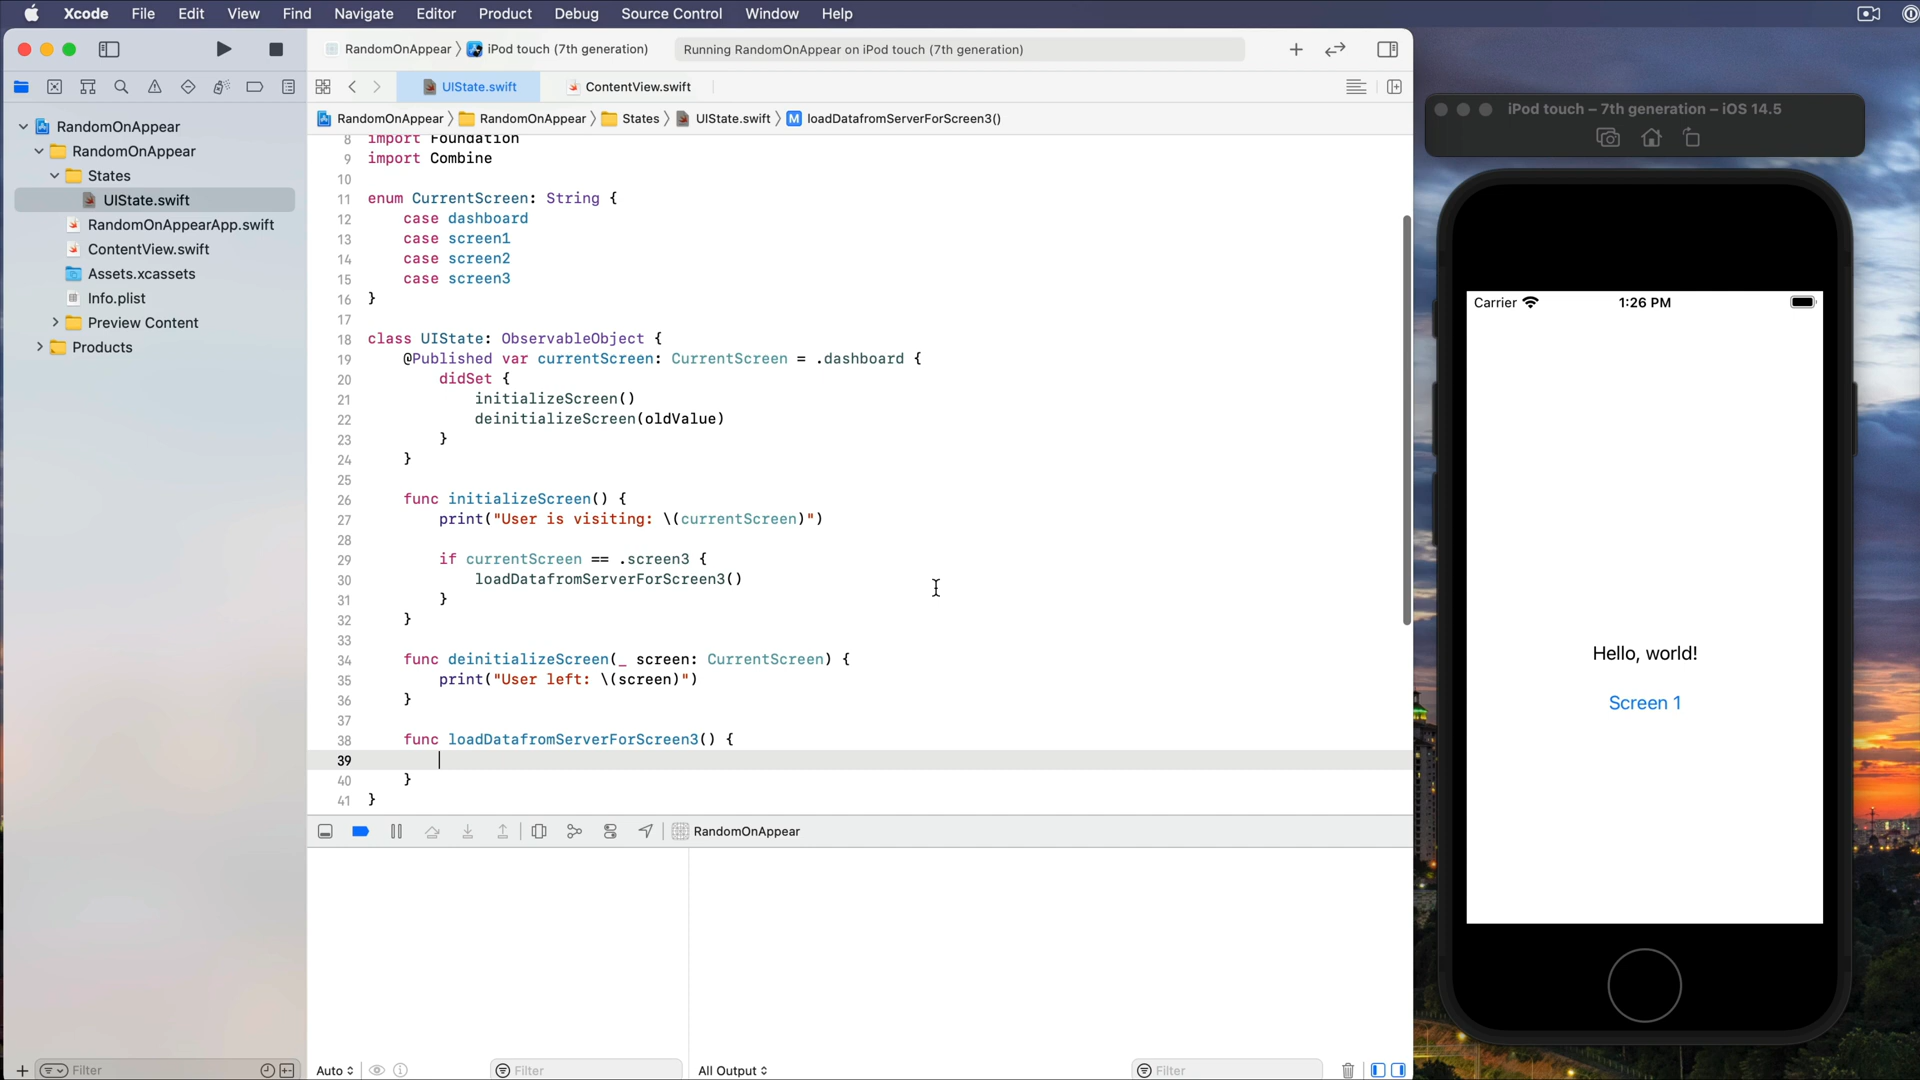 Xcode File Edit View Find Navigate Editor Product Debug Source Control Window Help
RandomOnAppear iPod touch (7th generation) Running RandomOnAppear on iPod touch (7th generation)
UIState.swift ContentView.swift
RandomOnAppear RandomOnAppear States UIState.swift M loadDatafromServerForScreen3()
RandomOnAppear
RandomOnAppear
States
UIState.swift
RandomOnAppearApp.swift
ContentView.swift
Assets.xcassets
Info.plist
Preview Content
Products
Filter
8 import Foundation
9 import Combine
10
11 enum CurrentScreen: String {
12 case dashboard
13 case screen1
14 case screen2
15 case screen3
16 }
17
18 class UIState: ObservableObject {
19 @Published var currentScreen: CurrentScreen = .dashboard {
20 didSet {
21 initializeScreen()
22 deinitializeScreen(oldValue)
23 }
24 }
25
26 func initializeScreen() {
27 print("User is visiting: \(currentScreen)")
28
29 if currentScreen == .screen3 {
30 loadDatafromServerForScreen3()
31 }
32 }
33
34 func deinitializeScreen(_ screen: CurrentScreen) {
35 print("User left: \(screen)")
36 }
37
38 func loadDatafromServerForScreen3() {
39
40 }
41 }
RandomOnAppear
Auto Filter All Output Filter
iPod touch – 7th generation – iOS 14.5
Carrier 1:26 PM
Hello, world!
Screen 1